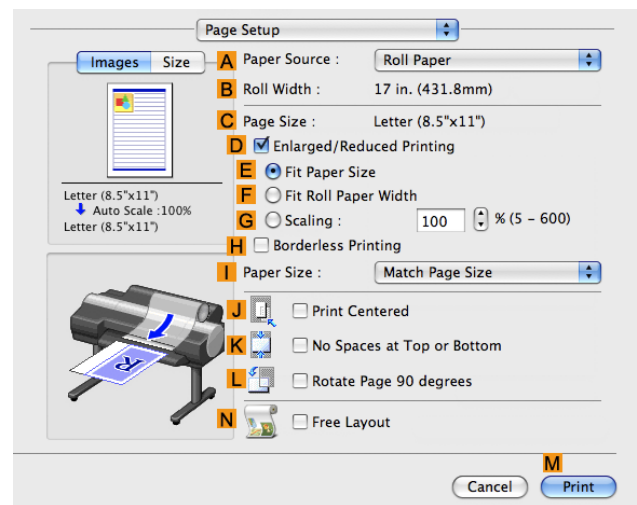 Page Setup
Images Size
A Paper Source : Roll Paper
B Roll Width : 17 in. (431.8mm)
C Page Size : Letter (8.5"x11")
D Enlarged/Reduced Printing
E Fit Paper Size
F Fit Roll Paper Width
G Scaling : 100 % (5 - 600)
Letter (8.5"x11")
Auto Scale :100%
Letter (8.5"x11")
H Borderless Printing
I Paper Size : Match Page Size
J Print Centered
K No Spaces at Top or Bottom
L Rotate Page 90 degrees
R
N Free Layout
M
Cancel Print